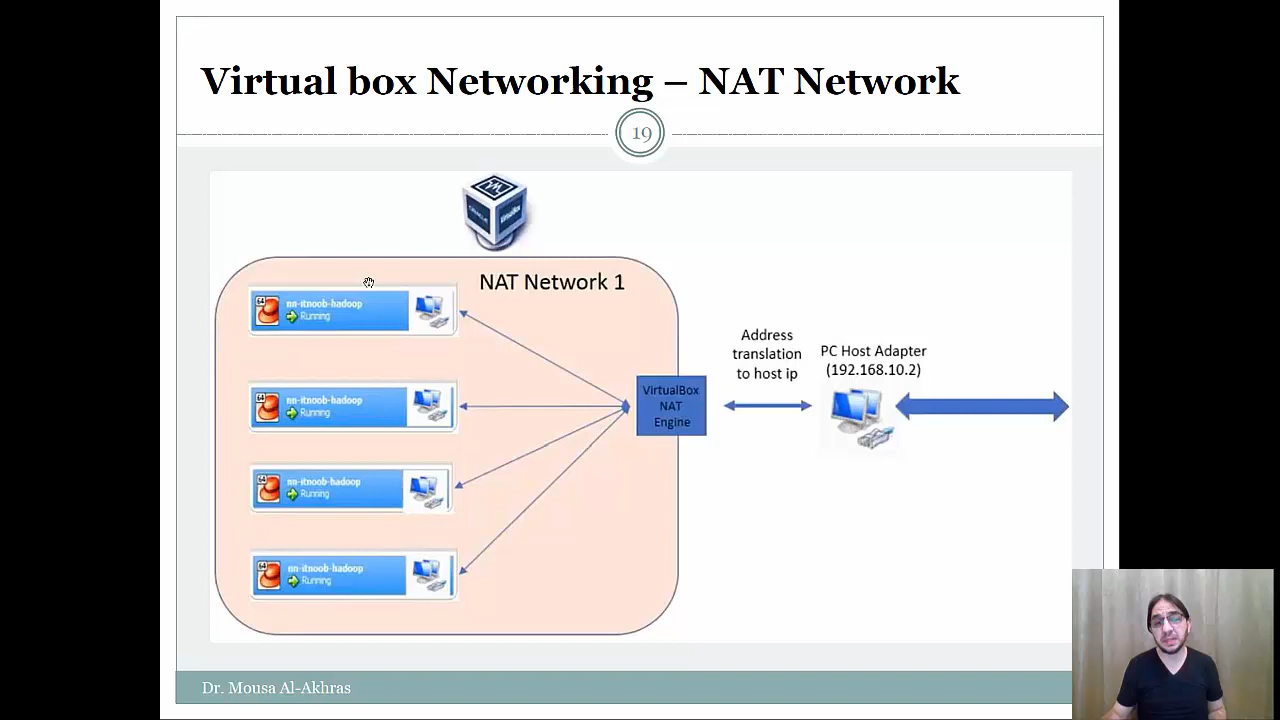 Virtual box Networking – NAT Network
19
NAT Network 1
nn-itnoob-hadoop
Running
nn-itnoob-hadoop
Running
nn-itnoob-hadoop
Running
nn-itnoob-hadoop
Running
VirtualBox
NAT
Engine
Address
translation
to host ip
PC Host Adapter
(192.168.10.2)
Dr. Mousa Al-Akhras